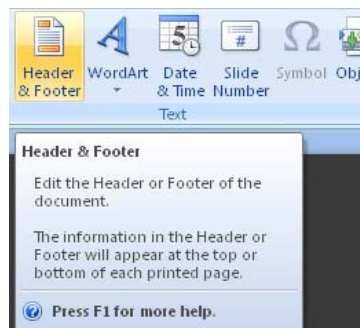 Header & Footer
WordArt
Date & Time
Slide Number
Symbol
Obj
Text
Header & Footer
Edit the Header or Footer of the
document.
The information in the Header or
Footer will appear at the top or
bottom of each printed page.
Press F1 for more help.